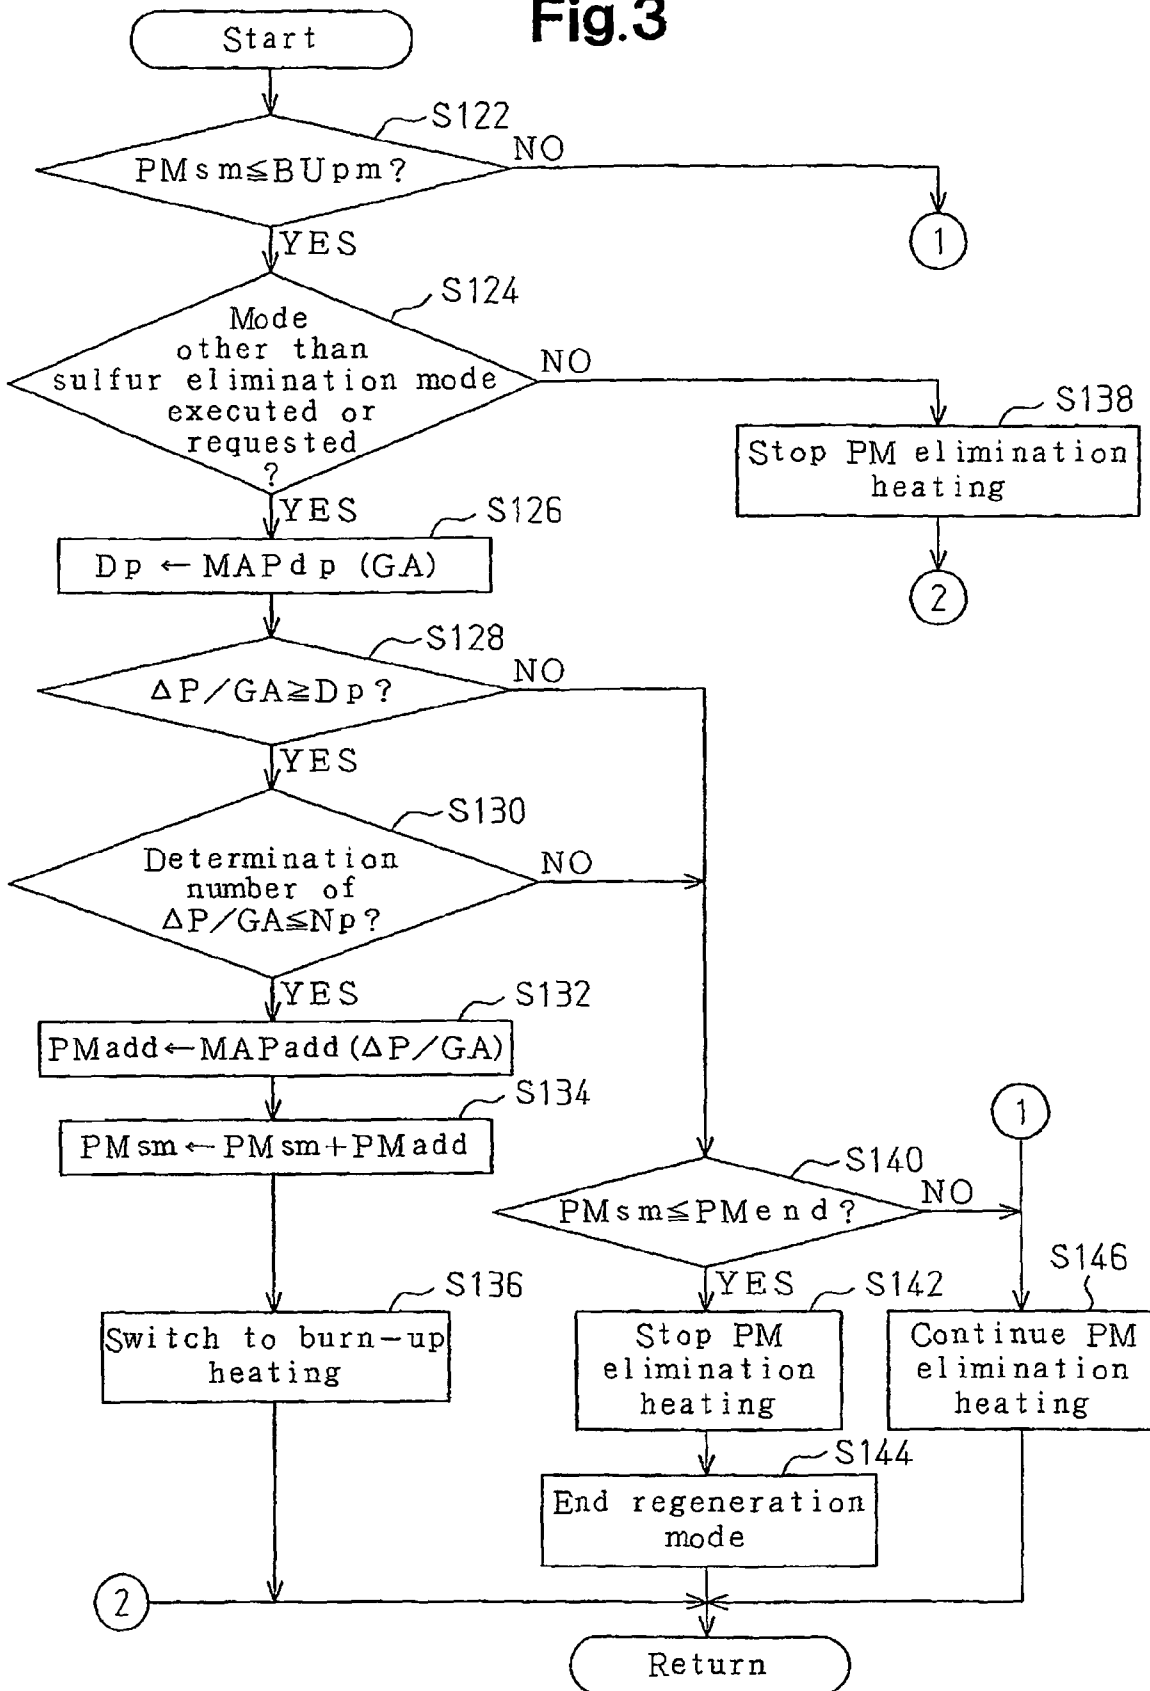 Fig.3
Start
S122
PMsm≦BUpm?
NO
1
YES
S124
Mode
other than
sulfur elimination mode
executed or
requested
?
NO
S138
Stop PM elimination
heating
2
YES
S126
Dp ← MAPdp (GA)
S128
ΔP/GA≧Dp?
NO
YES
S130
Determination
number of
ΔP/GA≦Np?
NO
YES
S132
PMadd←MAPadd(ΔP/GA)
S134
PMsm←PMsm+PMadd
1
S140
PMsm≦PMend?
NO
YES
S136
Switch to burn-up
heating
S142
Stop PM
elimination
heating
S146
Continue PM
elimination
heating
S144
End regeneration
mode
2
Return